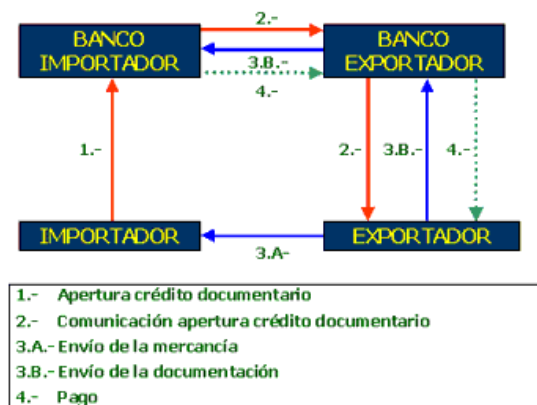 2.-
BANCO
IMPORTADOR
BANCO
EXPORTADOR
3.B.-
4.-
1.-
2.-
3.B.-
4.-
IMPORTADOR
EXPORTADOR
3.A-
1.- Apertura crédito documentario
2.- Comunicación apertura crédito documentario
3.A.- Envío de la mercancía
3.B.- Envío de la documentación
4.- Pago